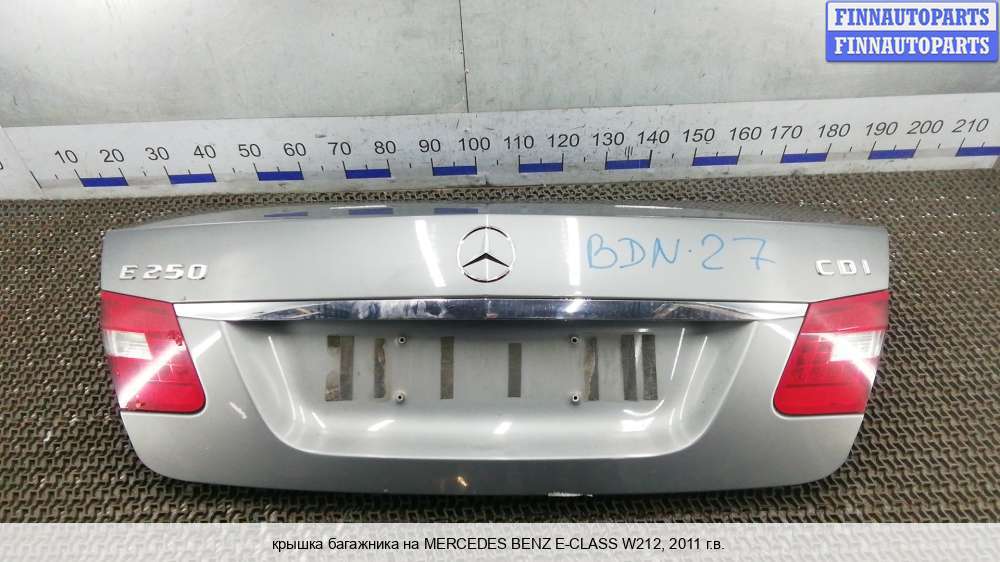 FINNAUTOPARTS
FINNAUTOPARTS
10 20 30 40 50 60 70 80 90 100 110 120 130 140 150 160 170 180 190 200 210
BDN·27
E250
CDI
крышка багажника на MERCEDES BENZ E-CLASS W212, 2011 г.в.